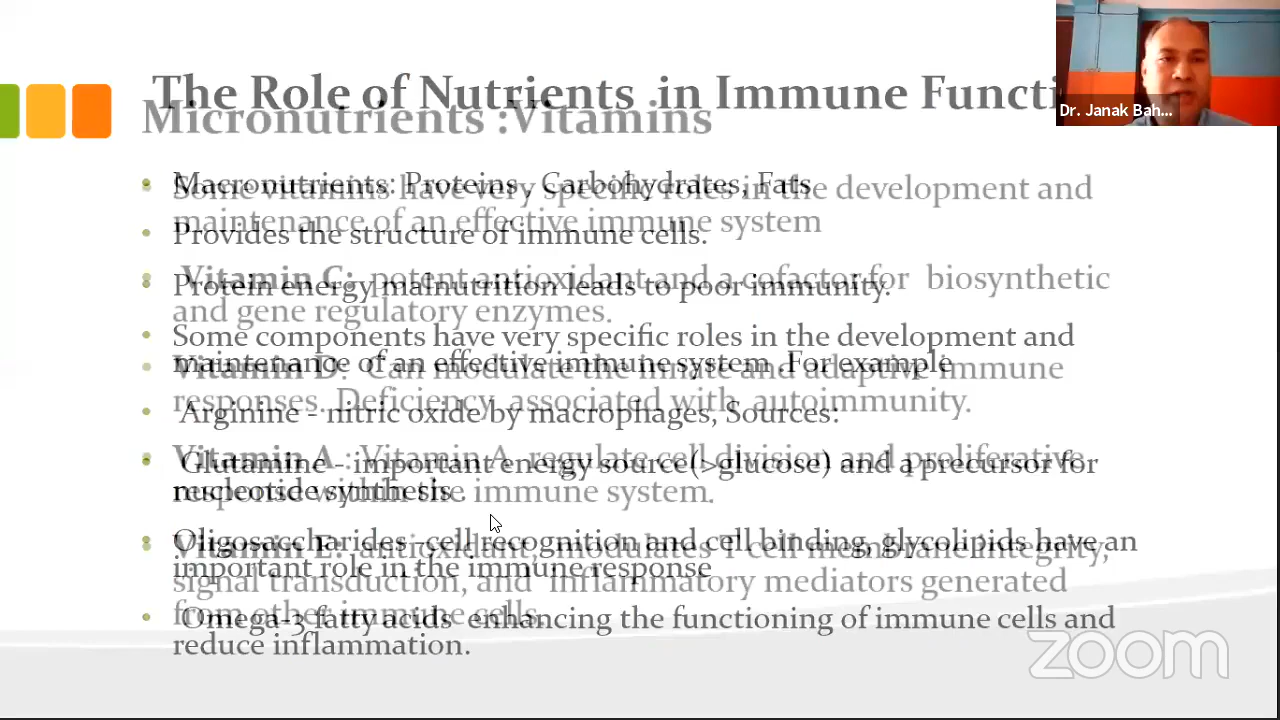 The Role of Nutrients in Immune Functi
Macronutrients: Proteins , Carbohydrates, Fats
Provides the structure of immune cells.
Protein energy malnutrition leads to poor immunity.
Some components have very specific roles in the development and
maintenance of an effective immune system .For example
Arginine - nitric oxide by macrophages, Sources:
Glutamine - important energy source(>glucose) and a precursor for
nucleotide synthesis .
Oligosaccharides -cell recognition and cell binding, glycolipids have an
important role in the immune response
Omega-3 fatty acids enhancing the functioning of immune cells and
reduce inflammation.
Micronutrients :Vitamins
Some vitamins have very specific roles in the development and
maintenance of an effective immune system
Vitamin C: potent antioxidant and a cofactor for biosynthetic
and gene regulatory enzymes.
Vitamin D: Can modulate the innate and adaptive immune
responses. Deficiency associated with autoimmunity.
Vitamin A : Vitamin A regulate cell division and proliferative
response within the immune system.
Vitamin E: antioxidant, modulates T cell membrane integrity,
signal transduction, and inflammatory mediators generated
from other immune cells.
Dr. Janak Bah...
zoom